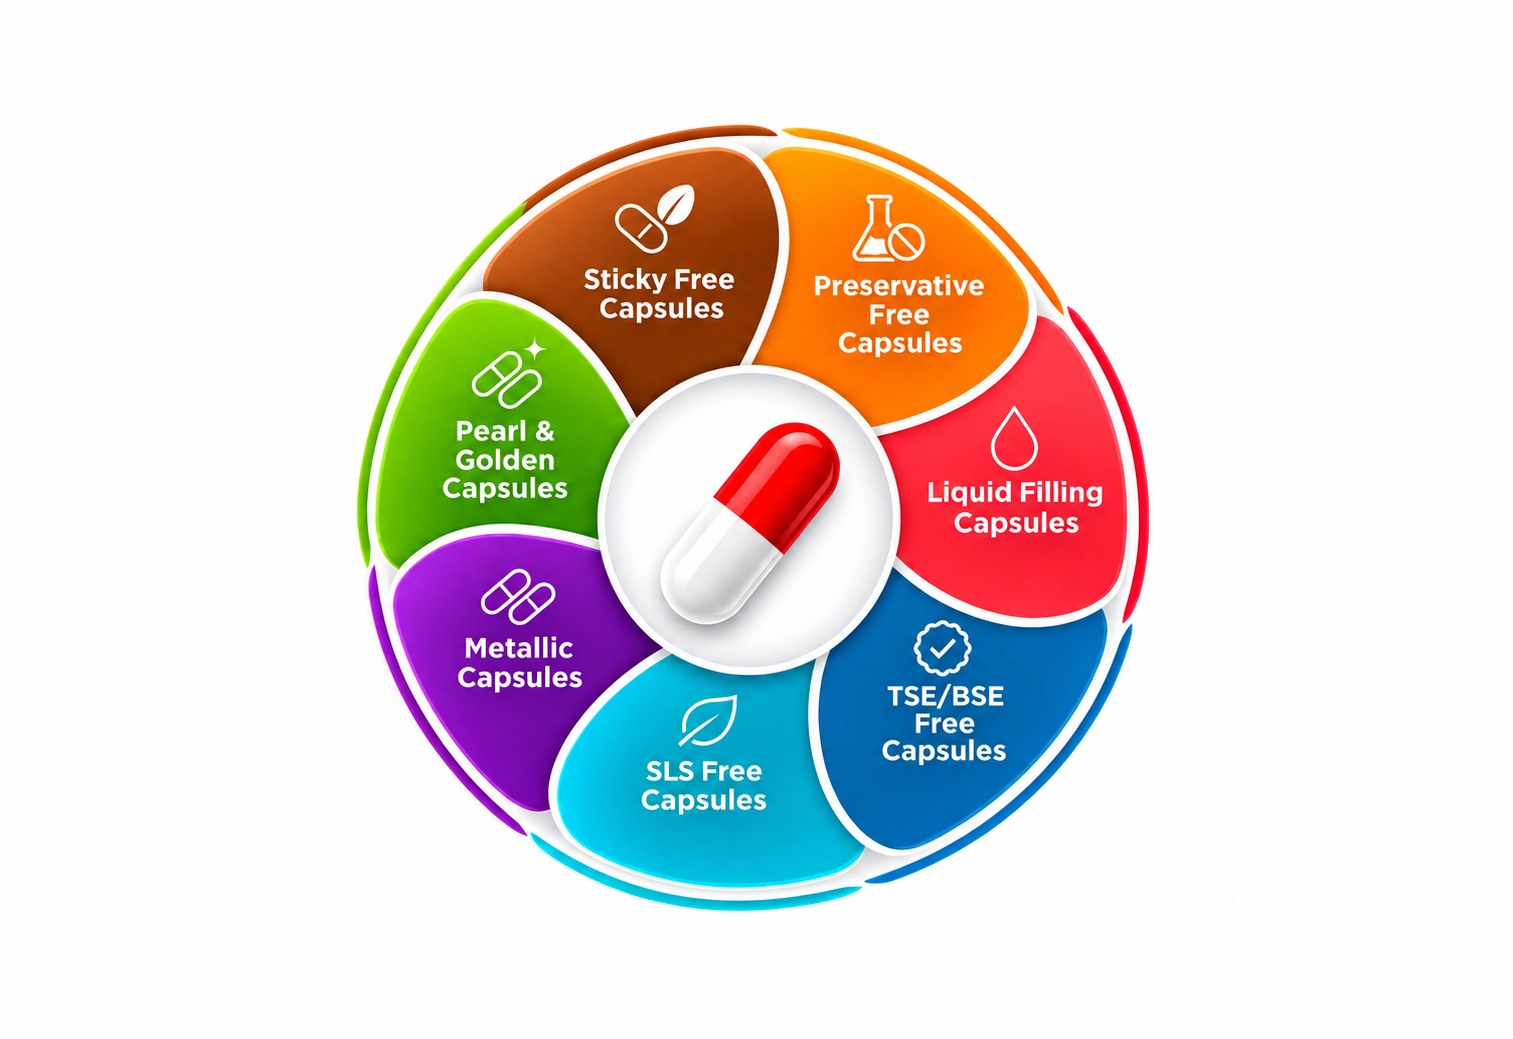 Sticky Free
Capsules
Preservative
Free
Capsules
Liquid Filling
Capsules
TSE/BSE
Free
Capsules
SLS Free
Capsules
Metallic
Capsules
Pearl &
Golden
Capsules